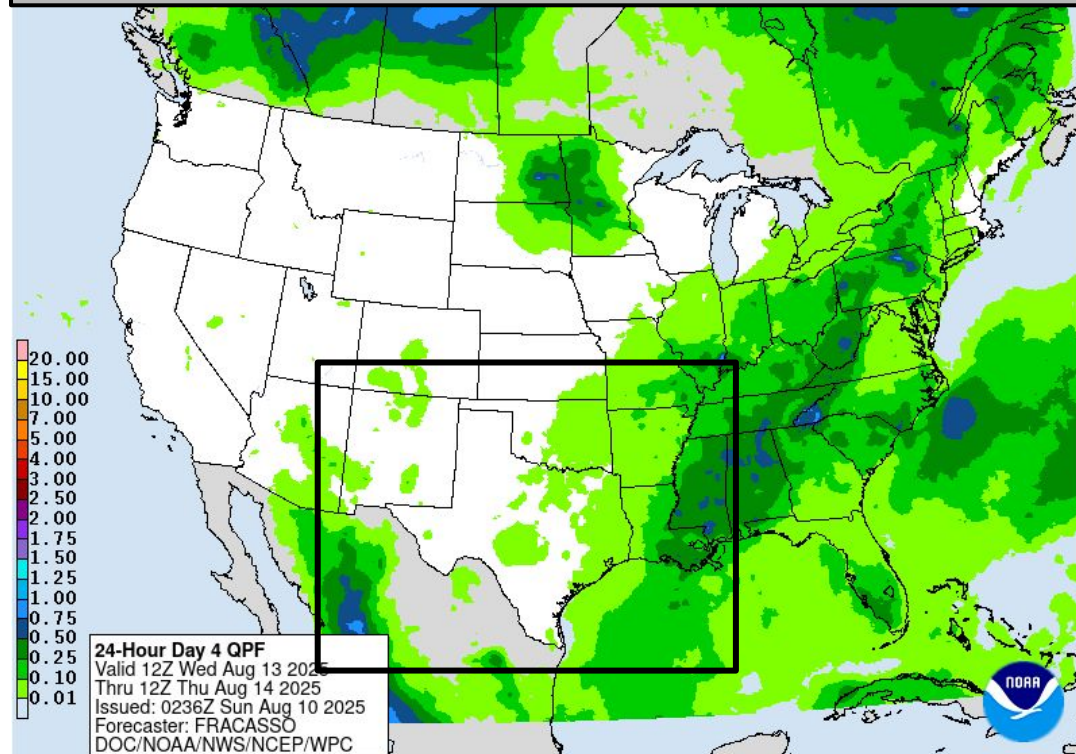 20.00
15.00
10.00
7.00
5.00
4.00
3.00
2.50
2.00
1.75
1.50
1.25
1.00
0.75
0.50
0.25
0.10
0.01
24-Hour Day 4 QPF
Valid 12Z Wed Aug 13 2025
Thru 12Z Thu Aug 14 2025
Issued: 0236Z Sun Aug 10 2025
Forecaster: FRACASSO
DOC/NOAA/NWS/NCEP/WPC
NOAA